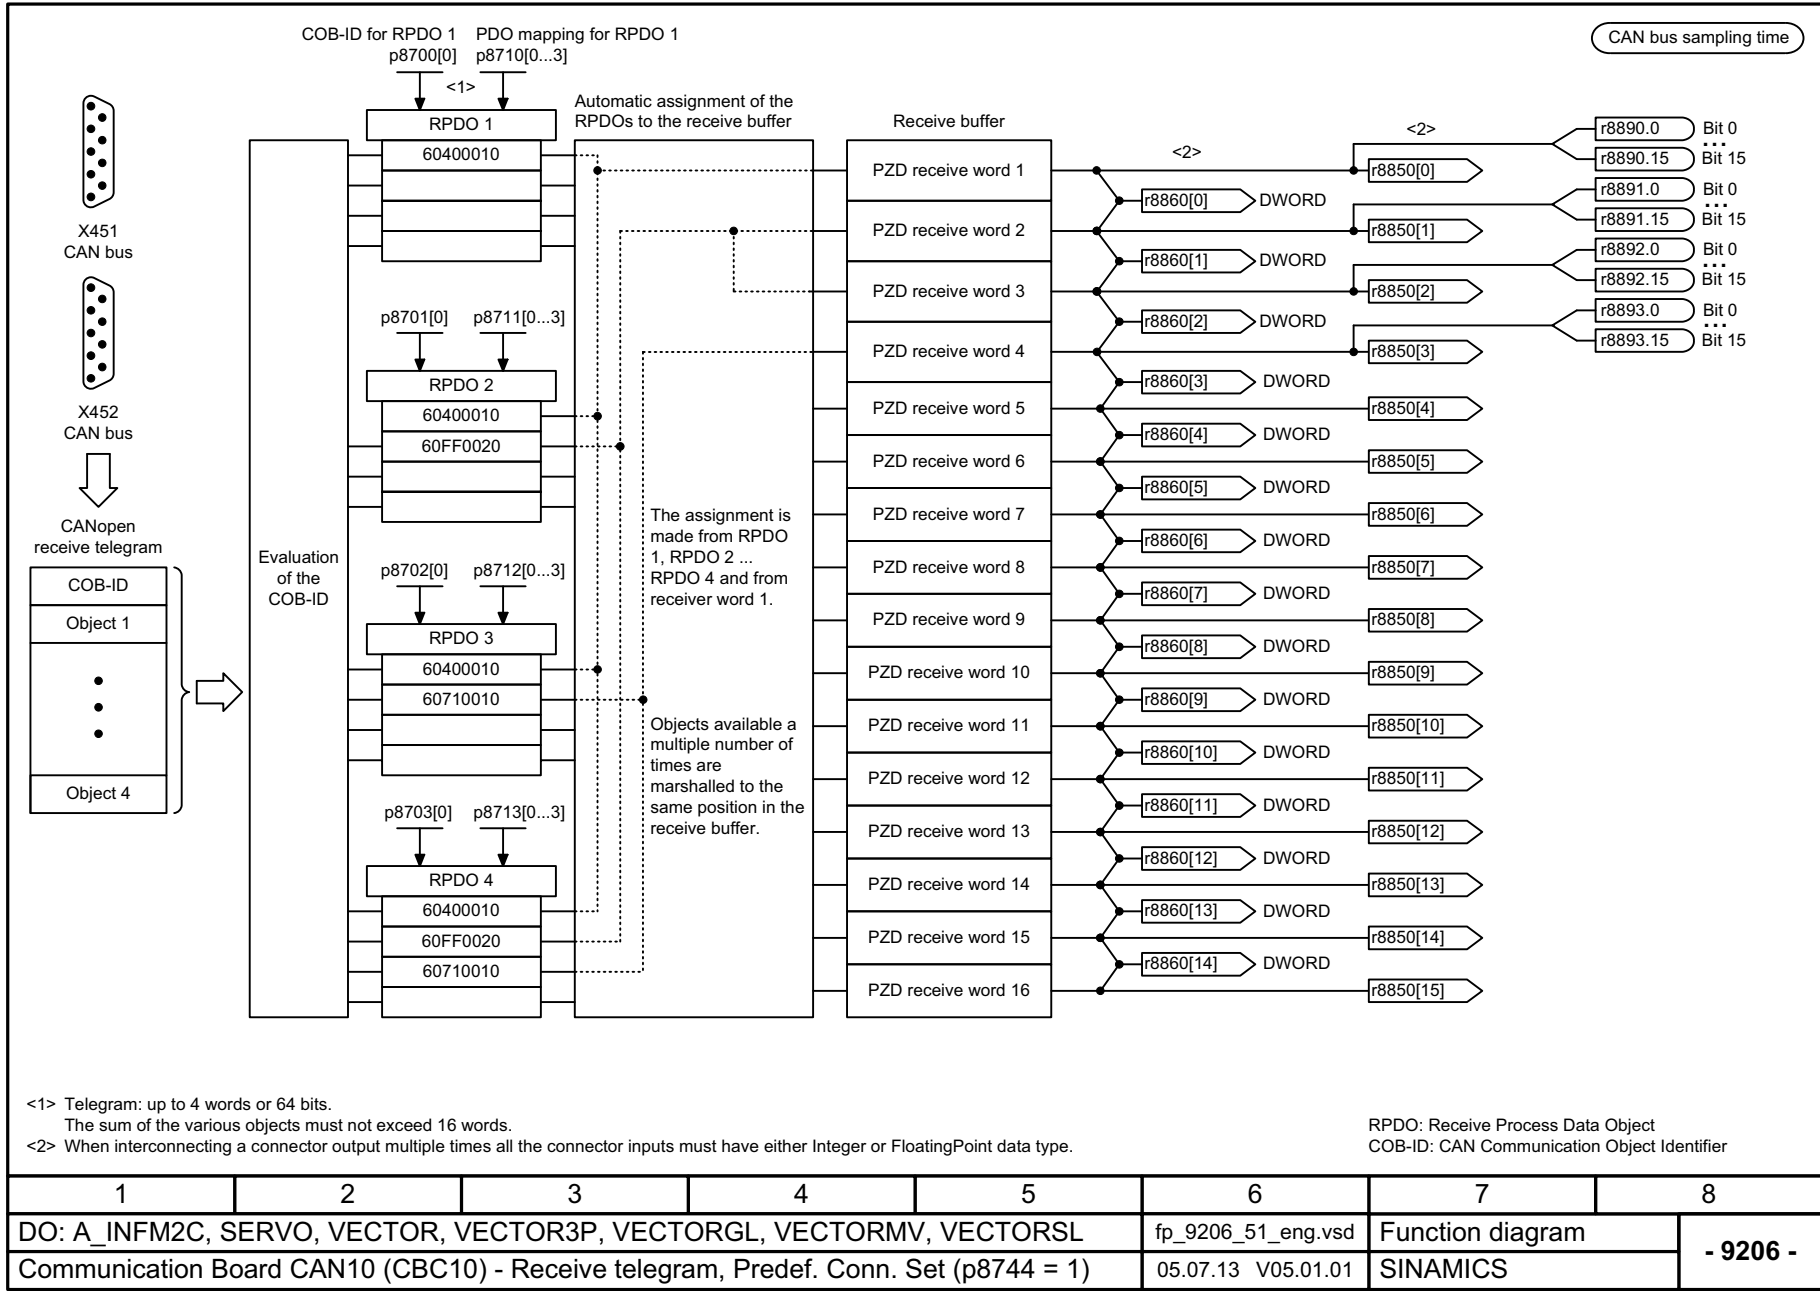 COB-ID for RPDO 1
p8700[0]
PDO mapping for RPDO 1
p8710[0...3]
<1>
CAN bus sampling time
X451
CAN bus
X452
CAN bus
CANopen
receive telegram
COB-ID
Object 1
Object 4
Evaluation
of the
COB-ID
RPDO 1
60400010
p8701[0]
p8711[0...3]
RPDO 2
60400010
60FF0020
p8702[0]
p8712[0...3]
RPDO 3
60400010
60710010
p8703[0]
p8713[0...3]
RPDO 4
60400010
60FF0020
60710010
Automatic assignment of the
RPDOs to the receive buffer
The assignment is
made from RPDO
1, RPDO 2 ...
RPDO 4 and from
receiver word 1.
Objects available a
multiple number of
times are
marshalled to the
same position in the
receive buffer.
Receive buffer
PZD receive word 1
PZD receive word 2
PZD receive word 3
PZD receive word 4
PZD receive word 5
PZD receive word 6
PZD receive word 7
PZD receive word 8
PZD receive word 9
PZD receive word 10
PZD receive word 11
PZD receive word 12
PZD receive word 13
PZD receive word 14
PZD receive word 15
PZD receive word 16
<2>
r8860[0] DWORD
r8860[1] DWORD
r8860[2] DWORD
r8860[3] DWORD
r8860[4] DWORD
r8860[5] DWORD
r8860[6] DWORD
r8860[7] DWORD
r8860[8] DWORD
r8860[9] DWORD
r8860[10] DWORD
r8860[11] DWORD
r8860[12] DWORD
r8860[13] DWORD
r8860[14] DWORD
<2>
r8850[0]
r8850[1]
r8850[2]
r8850[3]
r8850[4]
r8850[5]
r8850[6]
r8850[7]
r8850[8]
r8850[9]
r8850[10]
r8850[11]
r8850[12]
r8850[13]
r8850[14]
r8850[15]
r8890.0 Bit 0
...
r8890.15 Bit 15
r8891.0 Bit 0
...
r8891.15 Bit 15
r8892.0 Bit 0
...
r8892.15 Bit 15
r8893.0 Bit 0
...
r8893.15 Bit 15
<1> Telegram: up to 4 words or 64 bits.
The sum of the various objects must not exceed 16 words.
<2> When interconnecting a connector output multiple times all the connector inputs must have either Integer or FloatingPoint data type.
RPDO: Receive Process Data Object
COB-ID: CAN Communication Object Identifier
1 2 3 4 5 6 7 8
DO: A_INFM2C, SERVO, VECTOR, VECTOR3P, VECTORGL, VECTORMV, VECTORSL
fp_9206_51_eng.vsd
Function diagram
- 9206 -
Communication Board CAN10 (CBC10) - Receive telegram, Predef. Conn. Set (p8744 = 1)
05.07.13 V05.01.01
SINAMICS